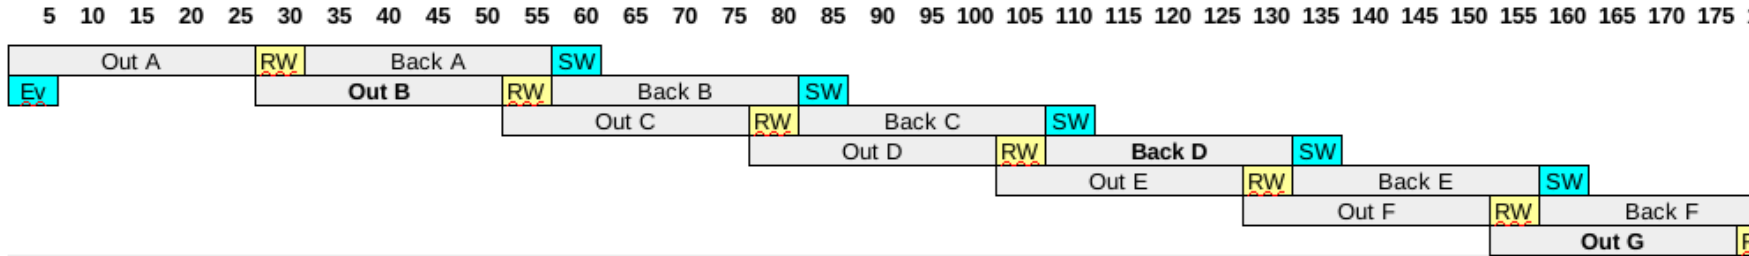 5 10 15 20 25 30 35 40 45 50 55 60 65 70 75 80 85 90 95 100 105 110 115 120 125 130 135 140 145 150 155 160 165 170 175
Out A RW Back A SW
Ev Out B RW Back B SW
Out C RW Back C SW
Out D RW Back D SW
Out E RW Back E SW
Out F RW Back F
Out G